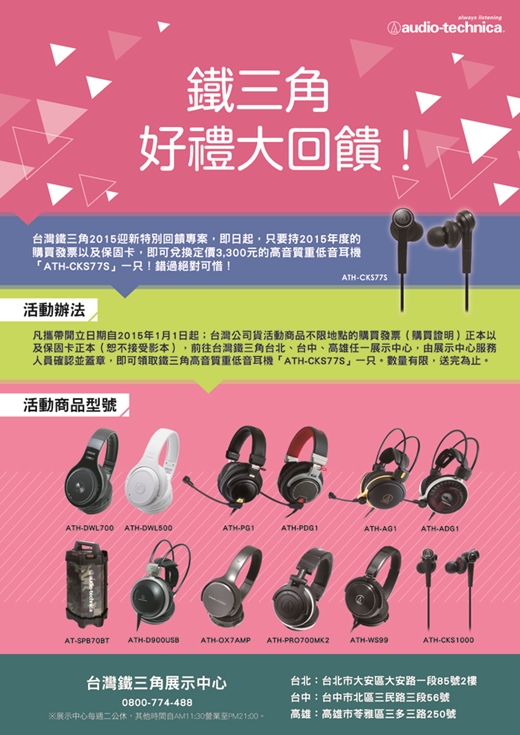 always listening
audio-technica
鐵三角
好禮大回饋！
台灣鐵三角2015迎新特別回饋專案，即日起，只要持2015年度的
購買發票以及保固卡，即可兌換定價3,300元的高音質重低音耳機
「ATH-CKS77S」一只！錯過絕對可惜！
ATH-CKS77S
活動辦法
凡攜帶開立日期自2015年1月1日起；台灣公司貨活動商品不限地點的購買發票（購買證明）正本以
及保固卡正本（恕不接受影本），前往台灣鐵三角台北、台中、高雄任一展示中心，由展示中心服務
人員確認並蓋章，即可領取鐵三角高音質重低音耳機「ATH-CKS77S」一只。數量有限，送完為止。
活動商品型號
ATH-DWL700 ATH-DWL500 ATH-PG1 ATH-PDG1 ATH-AG1 ATH-ADG1
audio-technica
AT-SPB70BT ATH-D900USB ATH-OX7AMP ATH-PRO700MK2 ATH-WS99 ATH-CKS1000
台灣鐵三角展示中心
0800-774-488
※展示中心每週二公休，其他時間自AM11:30營業至PM21:00。
台北：台北市大安區大安路一段85號2樓
台中：台中市北區三民路三段56號
高雄：高雄市苓雅區三多三路250號